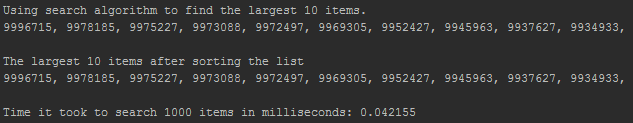 Using search algorithm to find the largest 10 items.
9996715, 9978185, 9975227, 9973088, 9972497, 9969305, 9952427, 9945963, 9937627, 9934933,
The largest 10 items after sorting the list
9996715, 9978185, 9975227, 9973088, 9972497, 9969305, 9952427, 9945963, 9937627, 9934933,
Time it took to search 1000 items in milliseconds: 0.042155